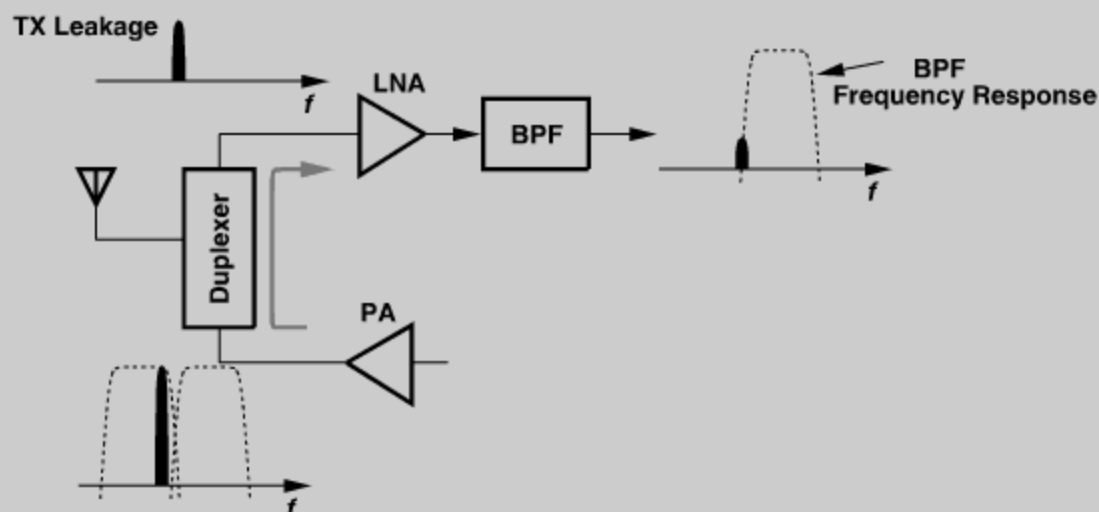 TX Leakage
f
LNA
BPF
BPF
Frequency Response
f
Duplexer
PA
f